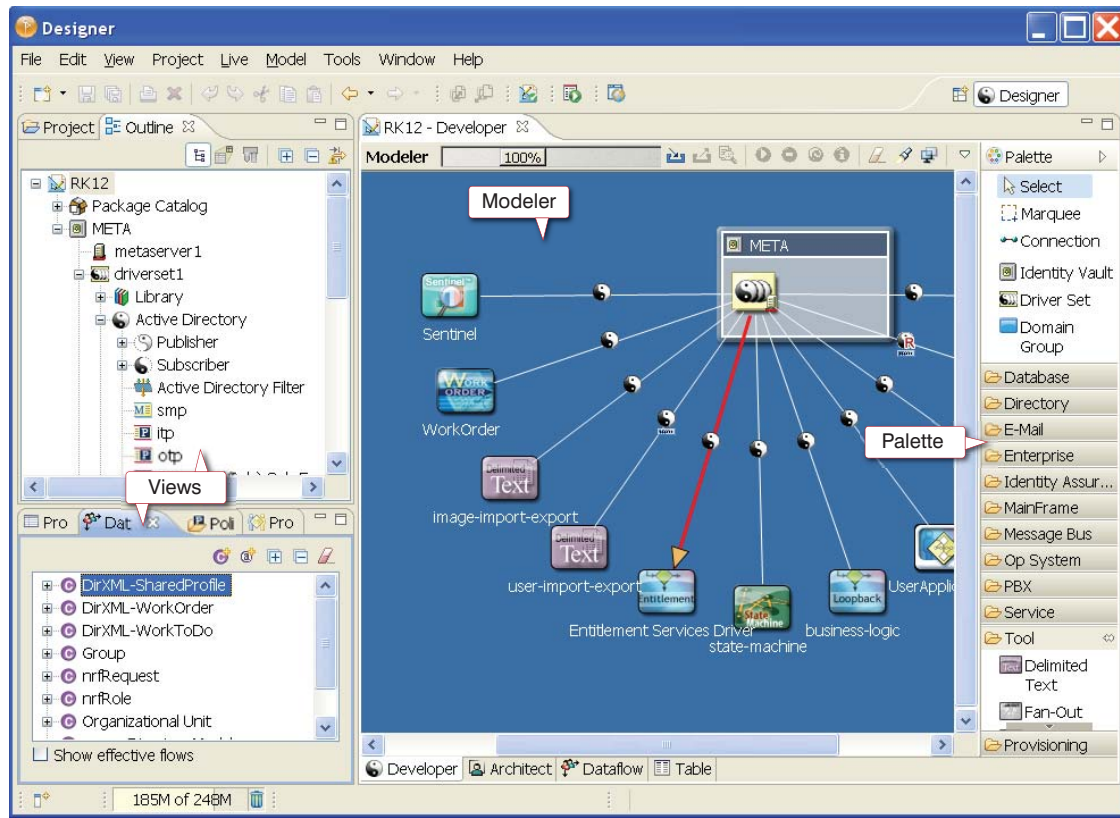 Designer
File Edit View Project Live Model Tools Window Help
Designer
Project Outline
RK12 - Developer
Modeler 100%
Palette
RK12
Package Catalog
META
metaserver1
driverset1
Library
Active Directory
Publisher
Subscriber
Active Directory Filter
smp
itp
otp
Views
Pro Dat Poli Pro
DirXML-SharedProfile
DirXML-WorkOrder
DirXML-WorkToDo
Group
nrfRequest
nrfRole
Organizational Unit
Show effective flows
Modeler
META
Sentinel
Sentinel
WORK ORDER
WorkOrder
Delimited
Text
image-import-export
Delimited
Text
user-import-export
Entitlement
Entitlement Services Driver
State Machine
state-machine
Loopback
business-logic
UserApplic
Select
Marquee
Connection
Identity Vault
Driver Set
Domain
Group
Database
Directory
E-Mail
Palette
Enterprise
Identity Assur...
MainFrame
Message Bus
Op System
PBX
Service
Tool
Delimited
Text
Fan-Out
Provisioning
Developer Architect Dataflow Table
185M of 248M